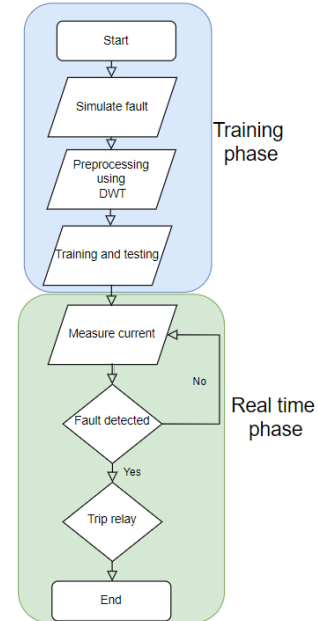 Start
Simulate fault
Training
phase
Preprocessing
using
DWT
Training and testing
Measure current
No
Real time
phase
Fault detected
Yes
Trip relay
End